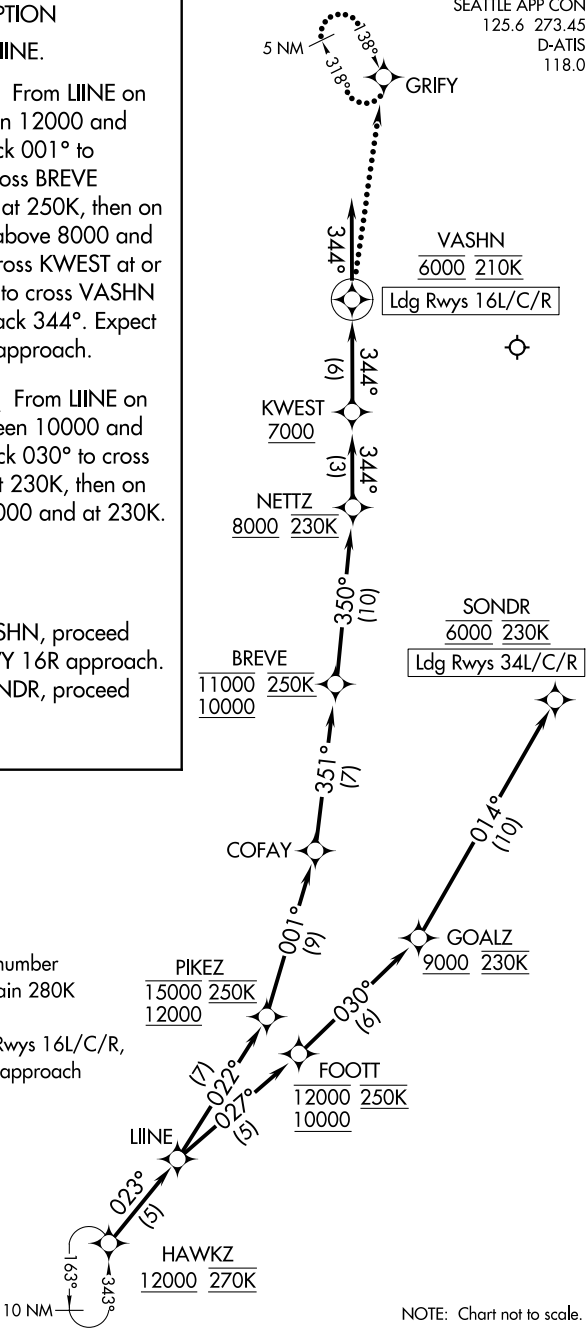 PTION
IINE.
From LIINE on
n 12000 and
ck 001° to
oss BREVE
at 250K, then on
above 8000 and
ross KWEST at or
to cross VASHN
ack 344°. Expect
approach.
From LIINE on
een 10000 and
ck 030° to cross
t 230K, then on
000 and at 230K.
SHN, proceed
VY 16R approach.
NDR, proceed
SEATTLE APP CON
125.6 273.45
D-ATIS
118.0
5 NM
138°
318°
GRIFY
344°
VASHN
6000 210K
Ldg Rwys 16L/C/R
344°
(6)
KWEST
7000
344°
(3)
NETTZ
8000 230K
350°
(10)
SONDR
6000 230K
Ldg Rwys 34L/C/R
BREVE
11000 250K
10000
351°
(7)
014°
(10)
COFAY
001°
(9)
GOALZ
9000 230K
number
ain 280K
Rwys 16L/C/R,
approach
PIKEZ
15000 250K
12000
030°
(6)
FOOTT
12000 250K
10000
022°
(7)
027°
(5)
LIINE
023°
(5)
HAWKZ
12000 270K
163°
343°
10 NM
NOTE: Chart not to scale.